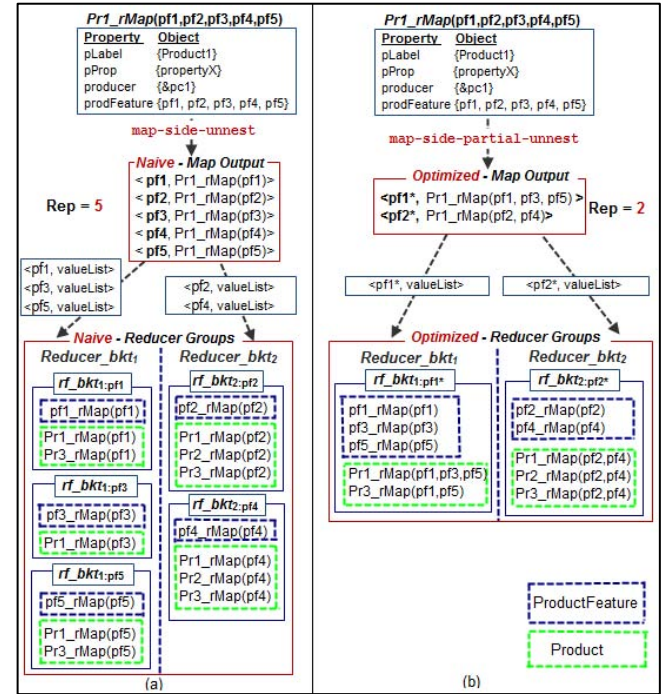 Pr1_rMap(pf1,pf2,pf3,pf4,pf5)
Property Object
pLabel {Product1}
pProp {propertyX}
producer {&pc1}
prodFeature {pf1, pf2, pf3, pf4, pf5}
map-side-unnest
Naive - Map Output
< pf1, Pr1_rMap(pf1)>
< pf2, Pr1_rMap(pf2)>
< pf3, Pr1_rMap(pf3)>
< pf4, Pr1_rMap(pf4)>
< pf5, Pr1_rMap(pf5)>
Rep = 5
<pf1, valueList>
<pf3, valueList>
<pf5, valueList>
<pf2, valueList>
<pf4, valueList>
Naive - Reducer Groups
Reducer_bkt1
rf_bkt1:pf1
pf1_rMap(pf1)
Pr1_rMap(pf1)
Pr3_rMap(pf1)
rf_bkt1:pf3
pf3_rMap(pf3)
Pr1_rMap(pf3)
rf_bkt1:pf5
pf5_rMap(pf5)
Pr1_rMap(pf5)
Pr3_rMap(pf5)
Reducer_bkt2
rf_bkt2:pf2
pf2_rMap(pf2)
Pr1_rMap(pf2)
Pr2_rMap(pf2)
Pr3_rMap(pf2)
rf_bkt2:pf4
pf4_rMap(pf4)
Pr1_rMap(pf4)
Pr2_rMap(pf4)
Pr3_rMap(pf4)
(a)
Pr1_rMap(pf1,pf2,pf3,pf4,pf5)
Property Object
pLabel {Product1}
pProp {propertyX}
producer {&pc1}
prodFeature {pf1, pf2, pf3, pf4, pf5}
map-side-partial-unnest
Optimized - Map Output
<pf1*, Pr1_rMap(pf1, pf3, pf5) >
<pf2*, Pr1_rMap(pf2, pf4)>
Rep = 2
<pf1*, valueList>
<pf2*, valueList>
Optimized - Reducer Groups
Reducer_bkt1
rf_bkt1:pf1*
pf1_rMap(pf1)
pf3_rMap(pf3)
pf5_rMap(pf5)
Pr1_rMap(pf1,pf3,pf5)
Pr3_rMap(pf1,pf5)
Reducer_bkt2
rf_bkt2:pf2*
pf2_rMap(pf2)
pf4_rMap(pf4)
Pr1_rMap(pf2,pf4)
Pr2_rMap(pf2,pf4)
Pr3_rMap(pf2,pf4)
ProductFeature
Product
(b)